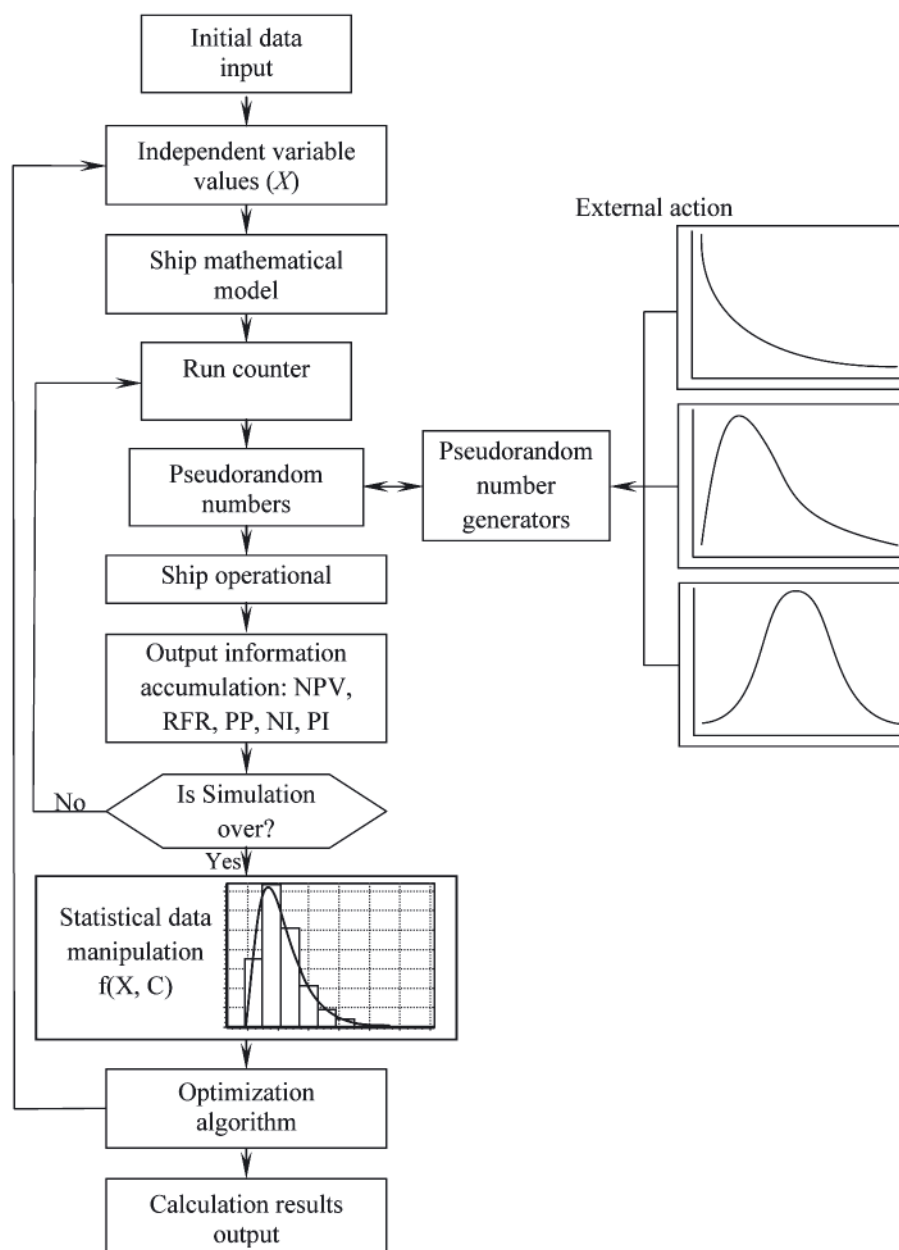 Initial data
input
Independent variable
values (X)
External action
Ship mathematical
model
Run counter
Pseudorandom
numbers
Pseudorandom
number
generators
Ship operational
Output information
accumulation: NPV,
RFR, PP, NI, PI
Is Simulation
over?
No
Yes
Statistical data
manipulation
f(X, C)
Optimization
algorithm
Calculation results
output